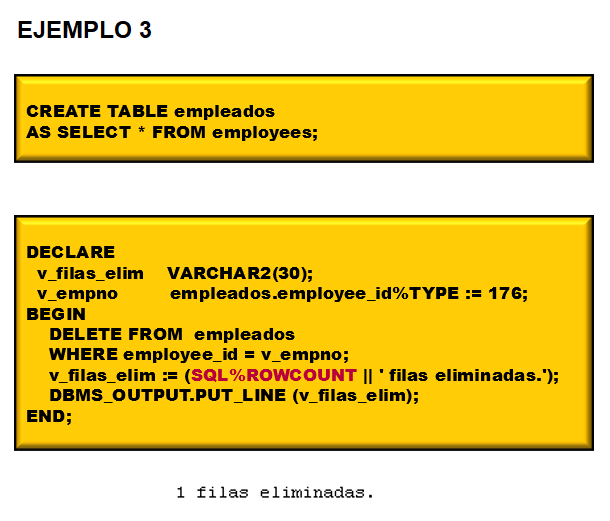 EJEMPLO 3
CREATE TABLE empleados
AS SELECT * FROM employees;
DECLARE
v_filas_elim VARCHAR2(30);
v_empno empleados.employee_id%TYPE := 176;
BEGIN
DELETE FROM empleados
WHERE employee_id = v_empno;
v_filas_elim := (SQL%ROWCOUNT || ' filas eliminadas.');
DBMS_OUTPUT.PUT_LINE (v_filas_elim);
END;
1 filas eliminadas.